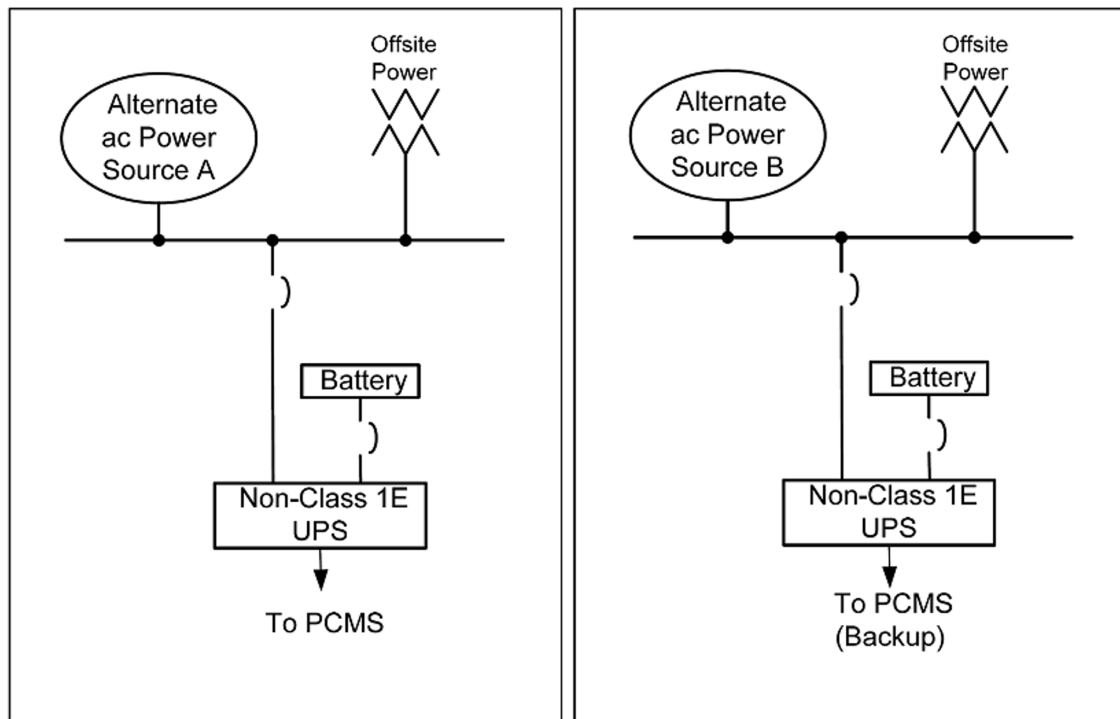 Alternate
ac Power
Source A
Offsite
Power
Battery
Non-Class 1E
UPS
To PCMS
Alternate
ac Power
Source B
Offsite
Power
Battery
Non-Class 1E
UPS
To PCMS
(Backup)